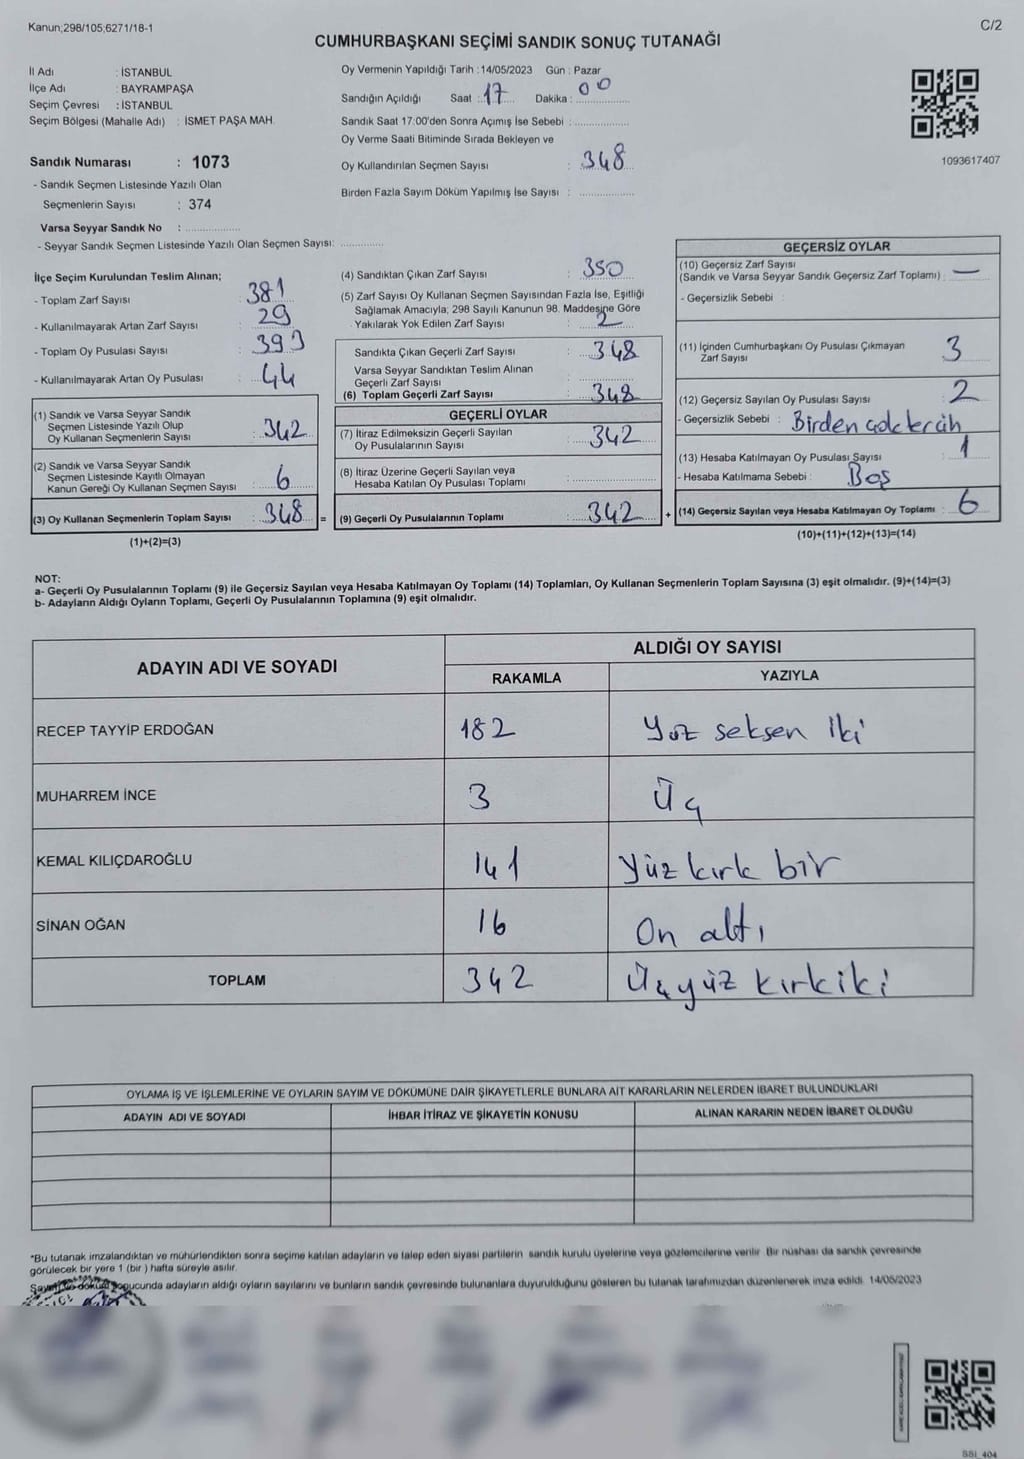 Kanun;298/105,6271/18-1
C/2
CUMHURBAŞKANI SEÇİMİ SANDIK SONUÇ TUTANAĞI
İl Adı : İSTANBUL
İlçe Adı : BAYRAMPAŞA
Seçim Çevresi : İSTANBUL
Seçim Bölgesi (Mahalle Adı) : İSMET PAŞA MAH.
Sandık Numarası : 1073
- Sandık Seçmen Listesinde Yazılı Olan
Seçmenlerin Sayısı : 374
Varsa Seyyar Sandık No : ..................
- Seyyar Sandık Seçmen Listesinde Yazılı Olan Seçmen Sayısı: .............
Oy Vermenin Yapıldığı Tarih :14/05/2023 Gün : Pazar
Sandığın Açıldığı Saat : 17 Dakika : 00
Sandık Saat 17:00'den Sonra Açımış İse Sebebi : ..................
Oy Verme Saati Bitiminde Sırada Bekleyen ve
Oy Kullandırılan Seçmen Sayısı : 348
Birden Fazla Sayım Döküm Yapılmış İse Sayısı : ..................
1093617407
İlçe Seçim Kurulundan Teslim Alınan;
- Toplam Zarf Sayısı : 381
- Kullanılmayarak Artan Zarf Sayısı : 29
- Toplam Oy Pusulası Sayısı : 393
- Kullanılmayarak Artan Oy Pusulası : 44
(1) Sandık ve Varsa Seyyar Sandık
Seçmen Listesinde Yazılı Olup
Oy Kullanan Seçmenlerin Sayısı : 342
(2) Sandık ve Varsa Seyyar Sandık
Seçmen Listesinde Kayıtlı Olmayan
Kanun Gereği Oy Kullanan Seçmen Sayısı : 6
(3) Oy Kullanan Seçmenlerin Toplam Sayısı : 348 =
(1)+(2)=(3)
(4) Sandıktan Çıkan Zarf Sayısı : 350
(5) Zarf Sayısı Oy Kullanan Seçmen Sayısından Fazla İse, Eşitliği
Sağlamak Amacıyla, 298 Sayılı Kanunun 98. Maddesine Göre
Yakılarak Yok Edilen Zarf Sayısı : 2
Sandıkta Çıkan Geçerli Zarf Sayısı : 348
Varsa Seyyar Sandıktan Teslim Alınan
Geçerli Zarf Sayısı : ..................
(6) Toplam Geçerli Zarf Sayısı : 348
GEÇERLİ OYLAR
(7) İtiraz Edilmeksizin Geçerli Sayılan
Oy Pusulalarının Sayısı : 342
(8) İtiraz Üzerine Geçerli Sayılan veya
Hesaba Katılan Oy Pusulaları Toplamı : ..................
(9) Geçerli Oy Pusulalarının Toplamı : 342 +
GEÇERSİZ OYLAR
(10) Geçersiz Zarf Sayısı
(Sandık ve Varsa Seyyar Sandık Geçersiz Zarf Toplamı) : —
- Geçersizlik Sebebi :
(11) İçinden Cumhurbaşkanı Oy Pusulası Çıkmayan
Zarf Sayısı : 3
(12) Geçersiz Sayılan Oy Pusulası Sayısı : 2
- Geçersizlik Sebebi : Birden çok tercih
(13) Hesaba Katılmayan Oy Pusulası Sayısı : 1
- Hesaba Katılmama Sebebi : Boş
(14) Geçersiz Sayılan veya Hesaba Katılmayan Oy Toplamı : 6
(10)+(11)+(12)+(13)=(14)
NOT:
a- Geçerli Oy Pusulalarının Toplamı (9) ile Geçersiz Sayılan veya Hesaba Katılmayan Oy Toplamı (14) Toplamları, Oy Kullanan Seçmenlerin Toplam Sayısına (3) eşit olmalıdır. (9)+(14)=(3)
b- Adayların Aldığı Oyların Toplamı, Geçerli Oy Pusulalarının Toplamına (9) eşit olmalıdır.
ADAYIN ADI VE SOYADI
ALDIĞI OY SAYISI
RAKAMLA
YAZIYLA
RECEP TAYYİP ERDOĞAN 182 Yüz seksen iki
MUHARREM İNCE 3 Üç
KEMAL KILIÇDAROĞLU 141 Yüz kırk bir
SİNAN OĞAN 16 On altı
TOPLAM 342 Üçyüz kırkiki
OYLAMA İŞ VE İŞLEMLERİNE VE OYLARIN SAYIM VE DÖKÜMÜNE DAİR ŞİKAYETLERLE BUNLARA AİT KARARLARIN NELERDEN İBARET BULUNDUKLARI
ADAYIN ADI VE SOYADI
İHBAR İTİRAZ VE ŞİKAYETİN KONUSU
ALINAN KARARIN NEDEN İBARET OLDUĞU
*Bu tutanak imzalandıktan ve mühürlendikten sonra seçime katılan adayların ve talep eden siyasi partilerin sandık kurulu üyelerine veya gözlemcilerine verilir. Bir nüshası da sandık çevresinde
görülecek bir yere 1 (bir ) hafta süreyle asılır.
Sayım ve döküm sonucunda adayların aldığı oyların sayılarını ve bunların sandık çevresinde bulunanlara duyurulduğunu gösteren bu tutanak tarafımızdan düzenlenerek imza edildi. 14/05/2023
SSI_404